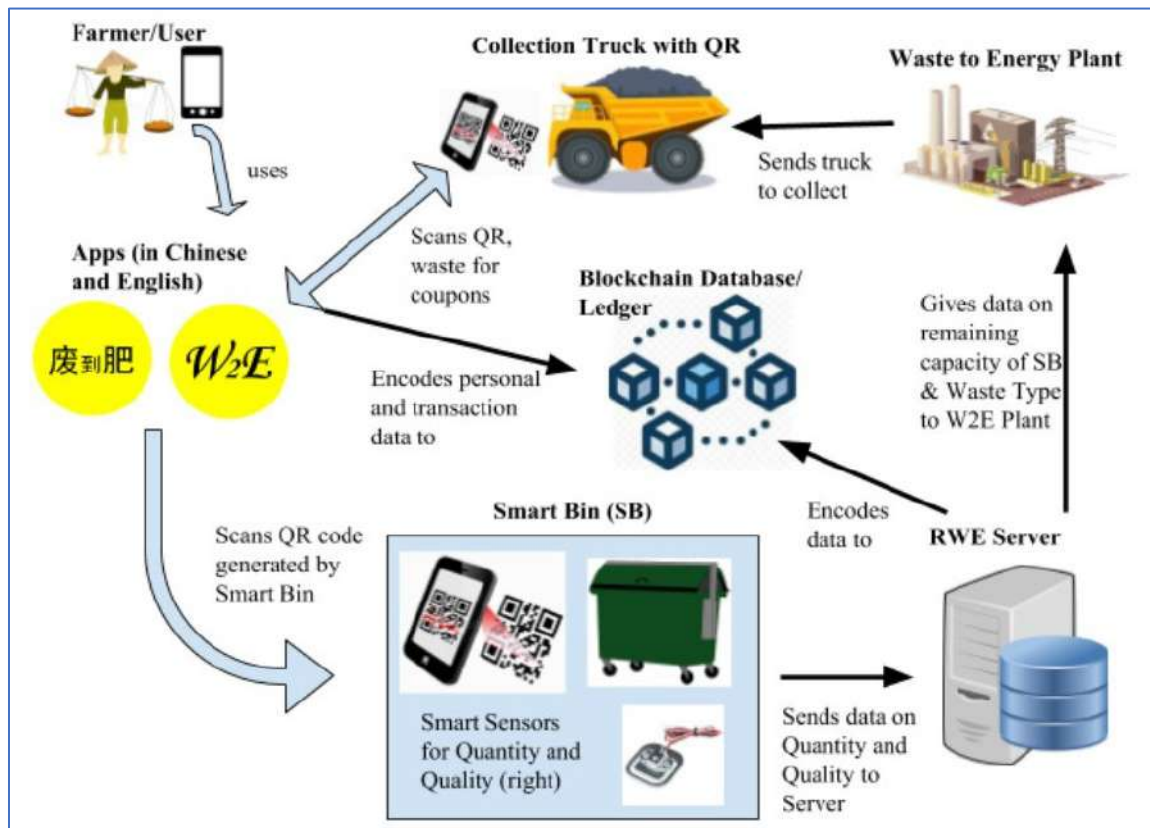 Farmer/User
uses
Collection Truck with QR
Waste to Energy Plant
Sends truck
to collect
Apps (in Chinese
and English)
废到肥
W2E
Scans QR,
waste for
coupons
Blockchain Database/
Ledger
Encodes personal
and transaction
data to
Gives data on
remaining
capacity of SB
& Waste Type
to W2E Plant
Scans QR code
generated by
Smart Bin
Smart Bin (SB)
Smart Sensors
for Quantity and
Quality (right)
Encodes
data to
RWE Server
Sends data on
Quantity and
Quality to
Server